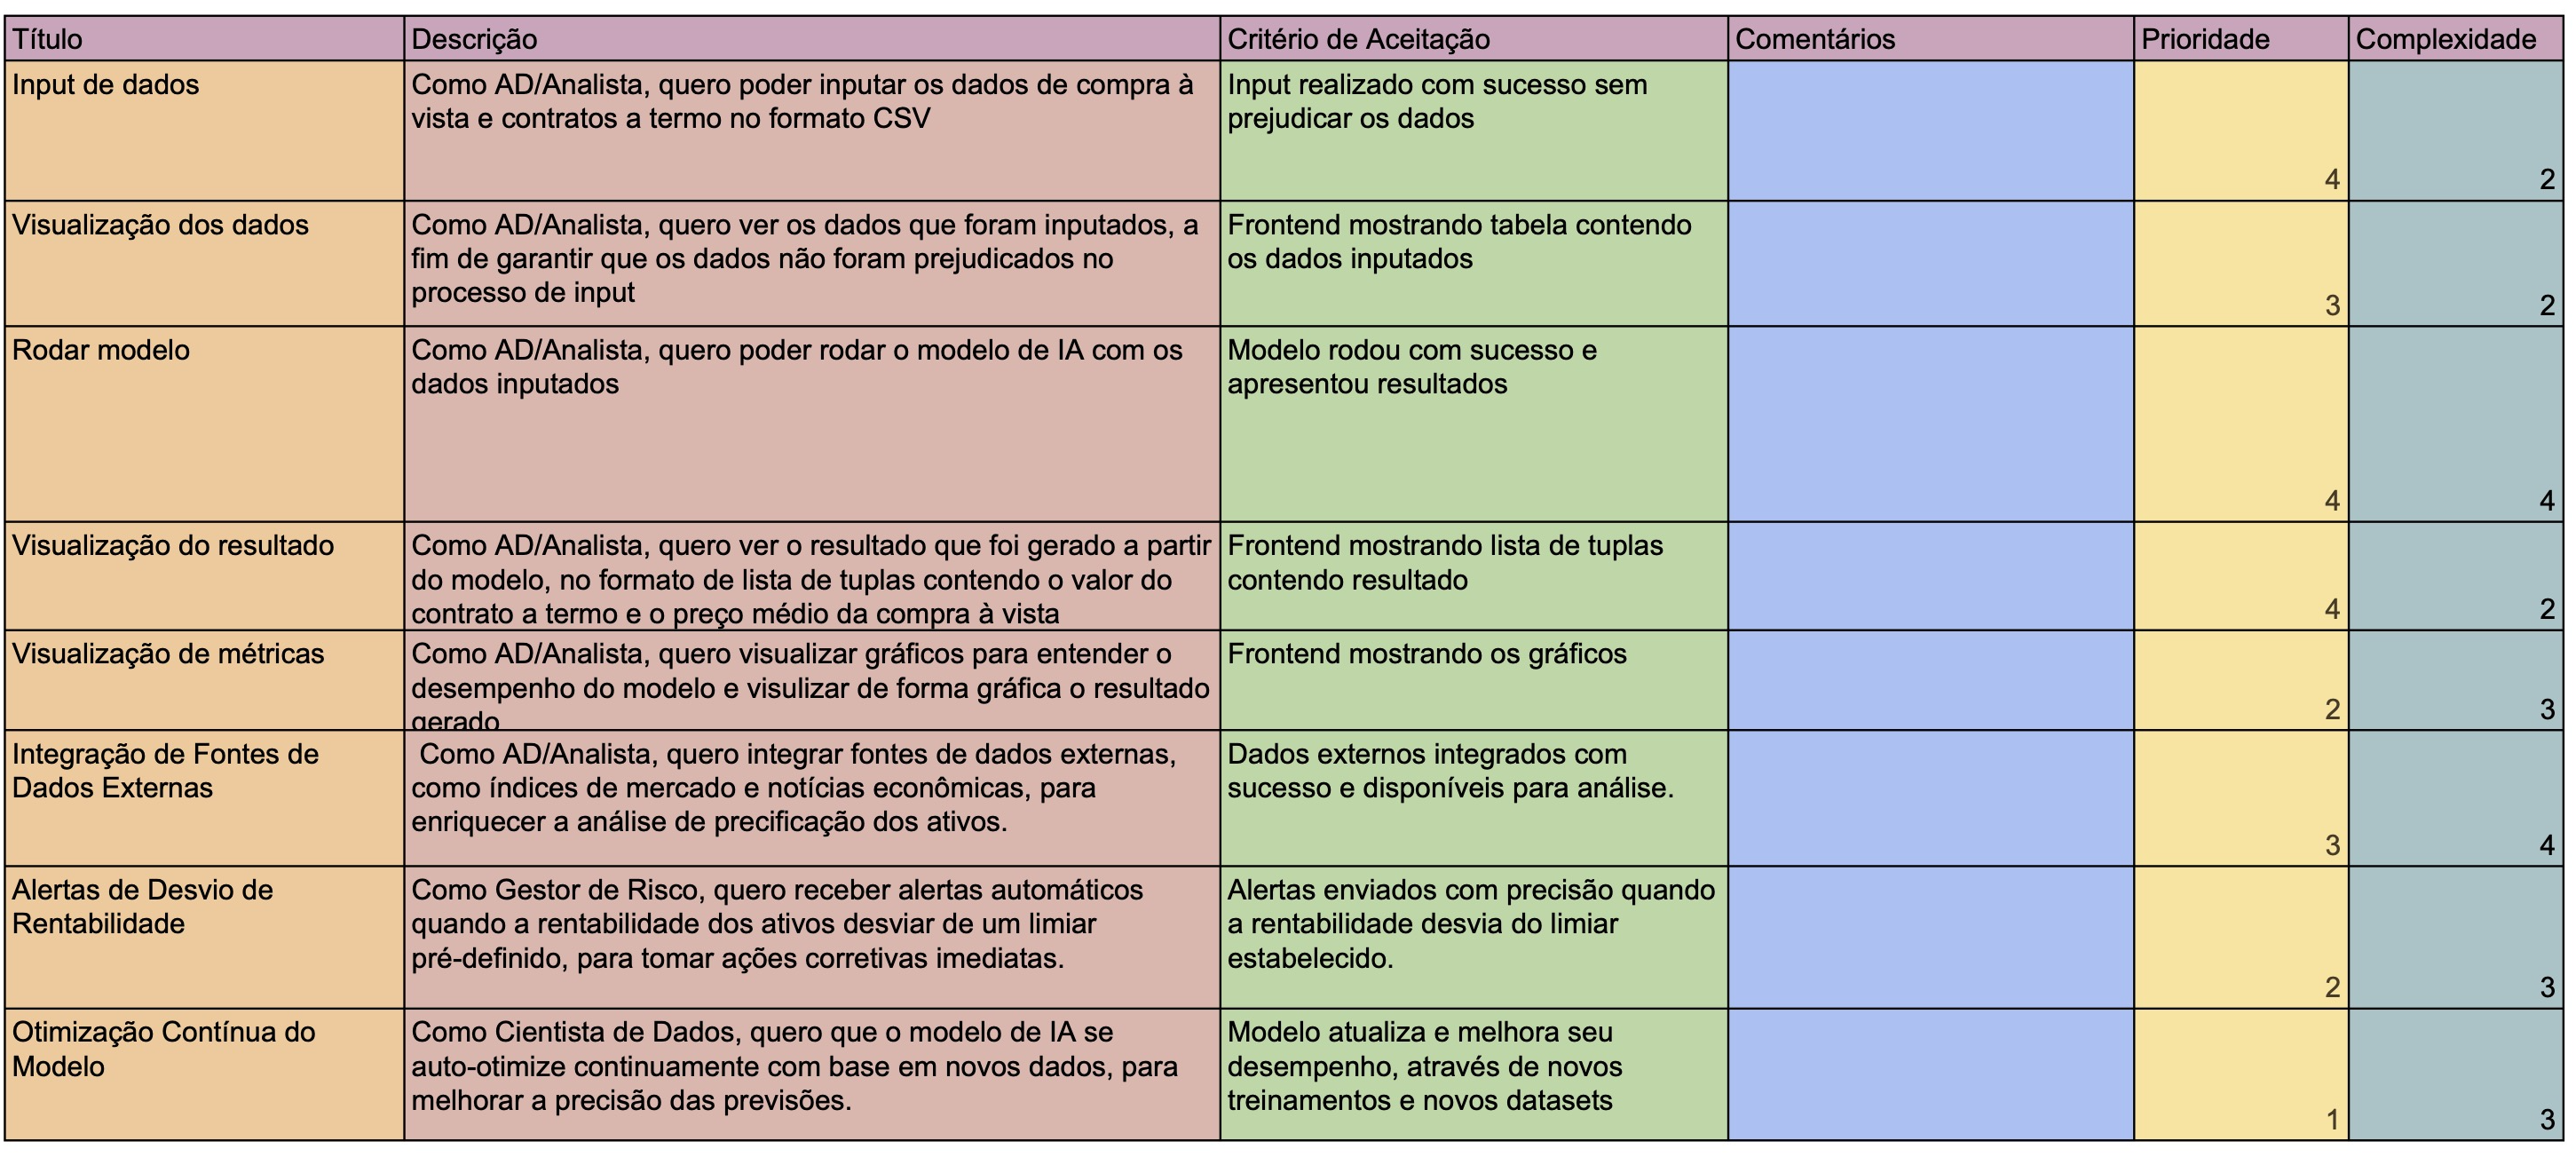 Título	Descrição	Critério de Aceitação	Comentários	Prioridade	Complexidade
Input de dados
Como AD/Analista, quero poder inputar os dados de compra à
vista e contratos a termo no formato CSV
Input realizado com sucesso sem
prejudicar os dados
4
2
Visualização dos dados
Como AD/Analista, quero ver os dados que foram inputados, a
fim de garantir que os dados não foram prejudicados no
processo de input
Frontend mostrando tabela contendo
os dados inputados
3
2
Rodar modelo
Como AD/Analista, quero poder rodar o modelo de IA com os
dados inputados
Modelo rodou com sucesso e
apresentou resultados
4
4
Visualização do resultado
Como AD/Analista, quero ver o resultado que foi gerado a partir
do modelo, no formato de lista de tuplas contendo o valor do
contrato a termo e o preço médio da compra à vista
Frontend mostrando lista de tuplas
contendo resultado
4
2
Visualização de métricas
Como AD/Analista, quero visualizar gráficos para entender o
desempenho do modelo e visulizar de forma gráfica o resultado
gerado
Frontend mostrando os gráficos
2
3
Integração de Fontes de
Dados Externas
Como AD/Analista, quero integrar fontes de dados externas,
como índices de mercado e notícias econômicas, para
enriquecer a análise de precificação dos ativos.
Dados externos integrados com
sucesso e disponíveis para análise.
3
4
Alertas de Desvio de
Rentabilidade
Como Gestor de Risco, quero receber alertas automáticos
quando a rentabilidade dos ativos desviar de um limiar
pré-definido, para tomar ações corretivas imediatas.
Alertas enviados com precisão quando
a rentabilidade desvia do limiar
estabelecido.
2
3
Otimização Contínua do
Modelo
Como Cientista de Dados, quero que o modelo de IA se
auto-otimize continuamente com base em novos dados, para
melhorar a precisão das previsões.
Modelo atualiza e melhora seu
desempenho, através de novos
treinamentos e novos datasets
1
3